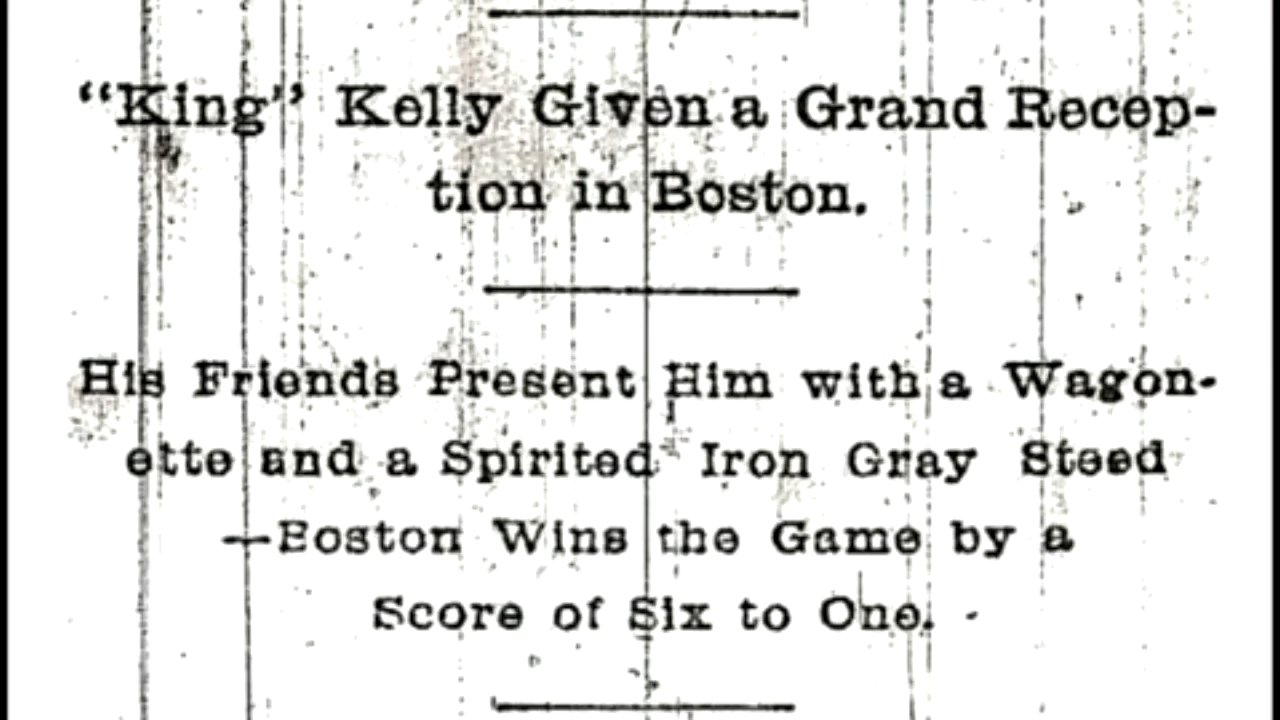 “King” Kelly Given a Grand Recep-
tion in Boston.
His Friends Present Him with a Wagon-
ette and a Spirited Iron Gray Steed
—Boston Wins the Game by a
Score of Six to One.